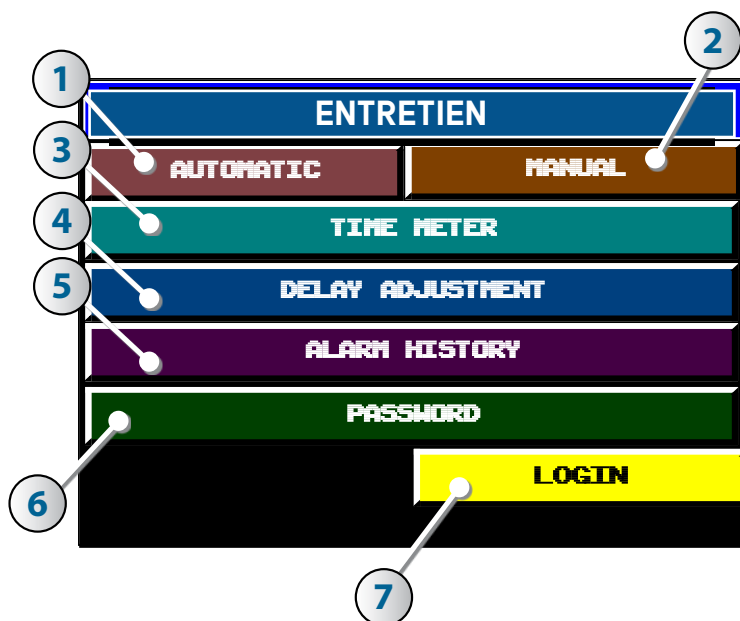 2
1
ENTRETIEN
3
AUTOMATIC MANUAL
4
TIME METER
5
DELAY ADJUSTMENT
ALARM HISTORY
PASSWORD
6
LOGIN
7